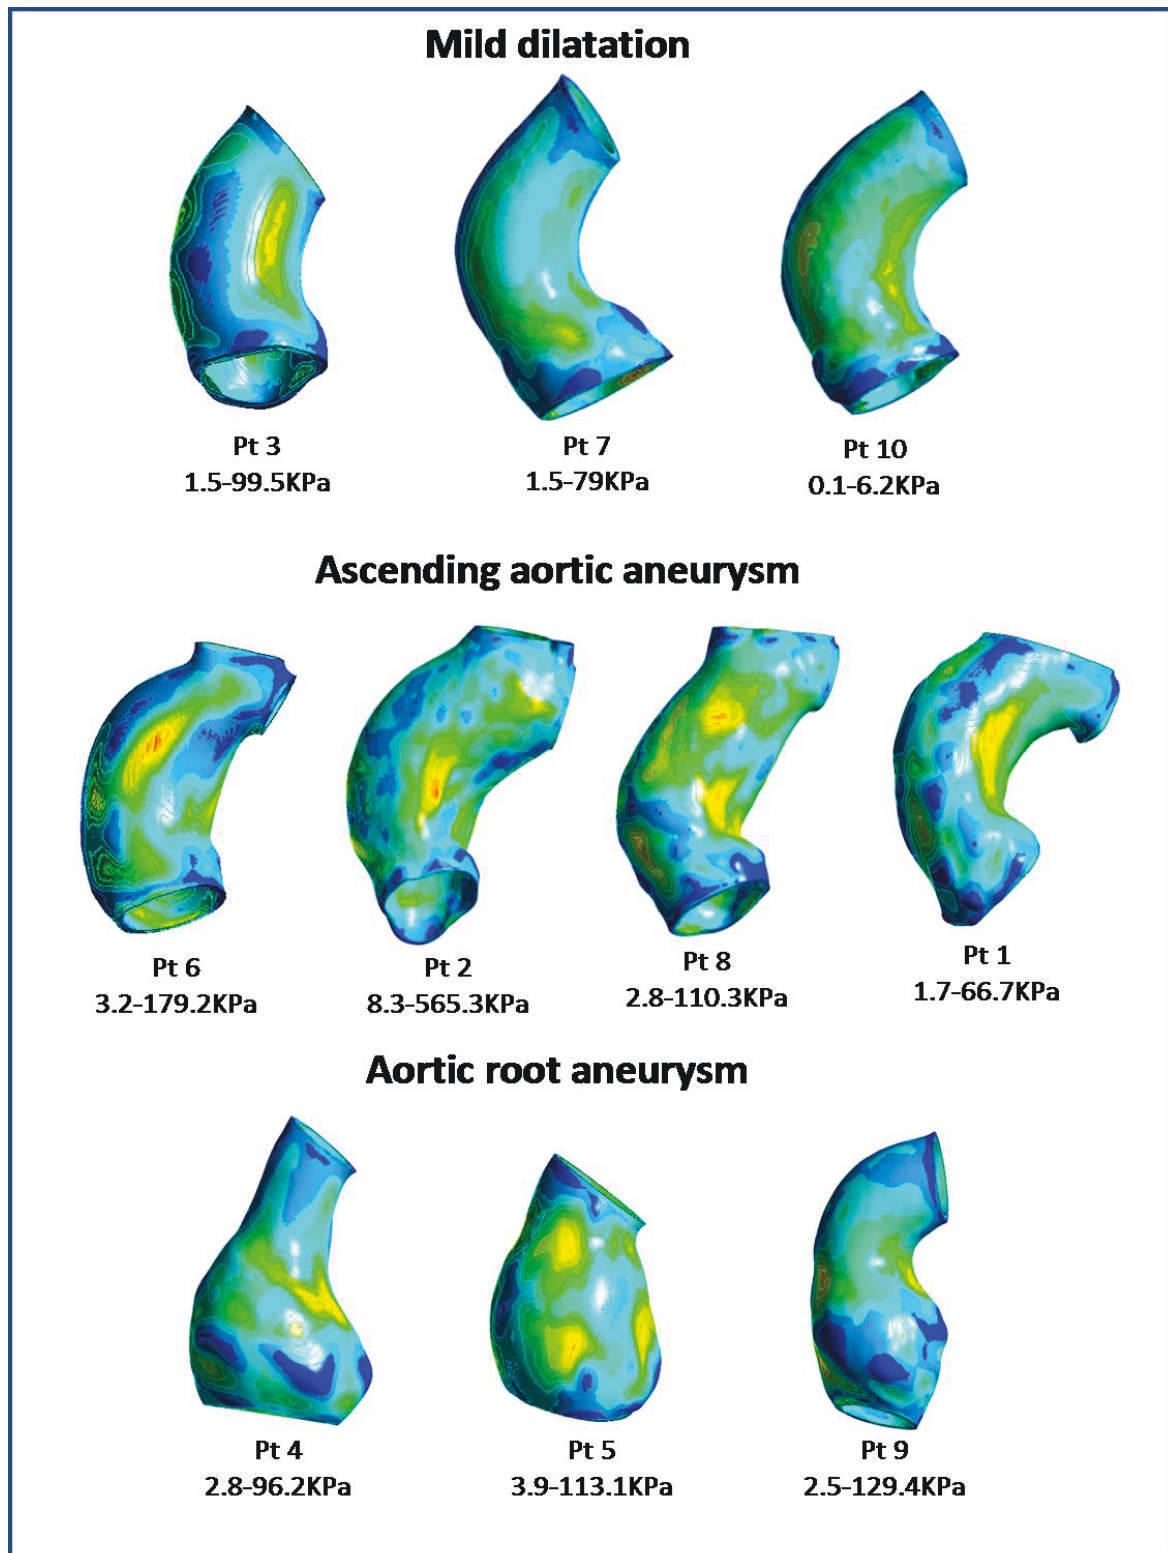 Mild dilatation
Pt 3
1.5-99.5KPa
Pt 7
1.5-79KPa
Pt 10
0.1-6.2KPa
Ascending aortic aneurysm
Pt 6
3.2-179.2KPa
Pt 2
8.3-565.3KPa
Pt 8
2.8-110.3KPa
Pt 1
1.7-66.7KPa
Aortic root aneurysm
Pt 4
2.8-96.2KPa
Pt 5
3.9-113.1KPa
Pt 9
2.5-129.4KPa